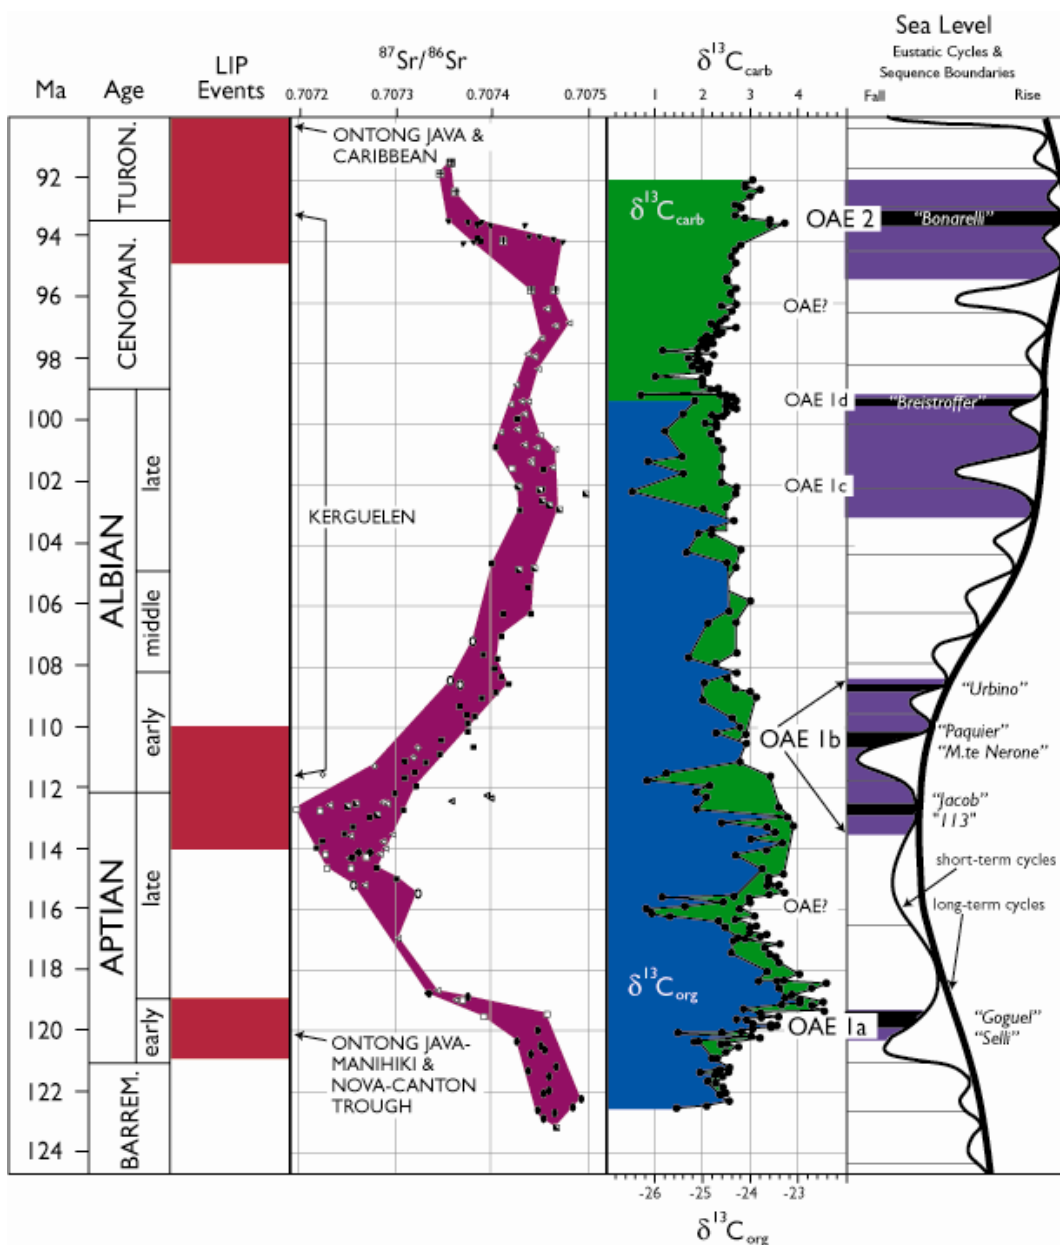 Sea Level
Eustatic Cycles &
Sequence Boundaries
Fall
Rise
Ma
Age
LIP
Events
87Sr/86Sr
0.7072
0.7073
0.7074
0.7075
δ13Ccarb
1
2
3
4
92
94
96
98
100
102
104
106
108
110
112
114
116
118
120
122
124
TURON.
CENOMAN.
ALBIAN
late
middle
early
APTIAN
late
early
BARREM.
ONTONG JAVA &
CARIBBEAN
KERGUELEN
ONTONG JAVA-
MANIHIKI &
NOVA-CANTON
TROUGH
δ13Ccarb
δ13Corg
OAE 2
"Bonarelli"
OAE?
OAE 1d
"Breistroffer"
OAE 1c
OAE 1b
"Urbino"
"Paquier"
"M.te Nerone"
"Jacob"
"113"
short-term cycles
OAE?
long-term cycles
OAE 1a
"Goguel"
"Selli"
-26
-25
-24
-23
δ13Corg